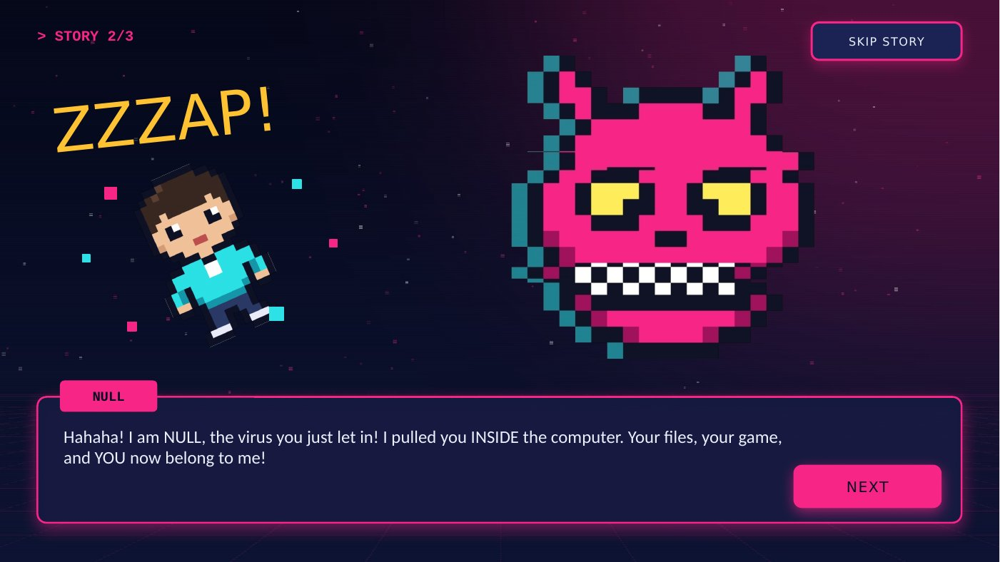 > STORY 2/3
SKIP STORY
ZZZAP!
NULL
Hahaha! I am NULL, the virus you just let in! I pulled you INSIDE the computer. Your files, your game,
and YOU now belong to me!
NEXT